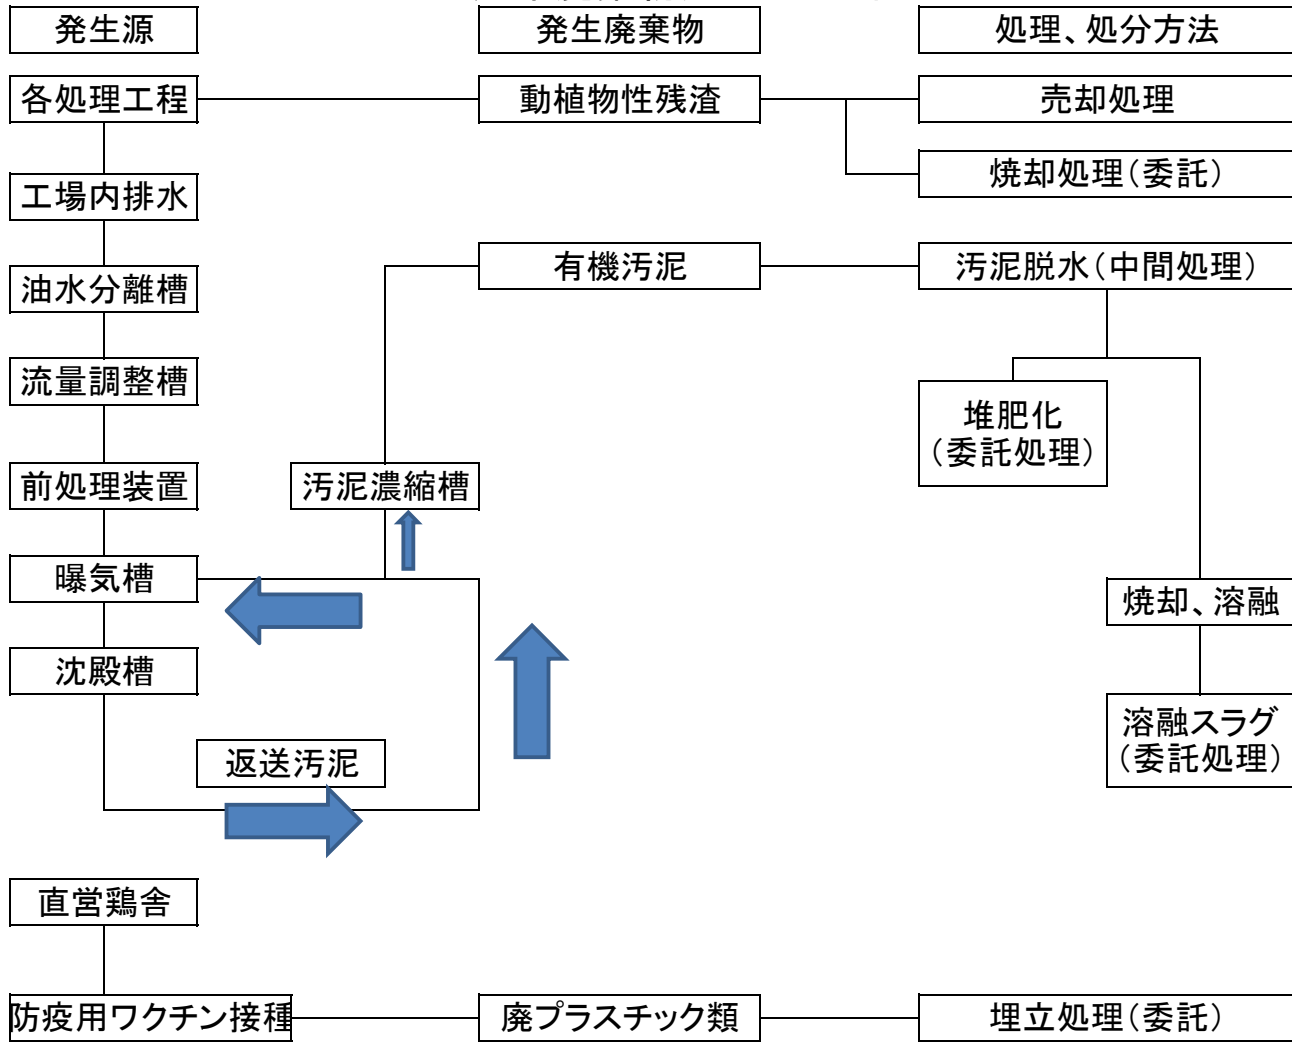 発生源
発生廃棄物
処理、処分方法
各処理工程
動植物性残渣
売却処理
焼却処理（委託）
工場内排水
有機汚泥
汚泥脱水（中間処理）
油水分離槽
流量調整槽
堆肥化
（委託処理）
前処理装置
汚泥濃縮槽
曝気槽
焼却、溶融
沈殿槽
溶融スラグ
（委託処理）
返送汚泥
直営鶏舎
防疫用ワクチン接種
廃プラスチック類
埋立処理（委託）